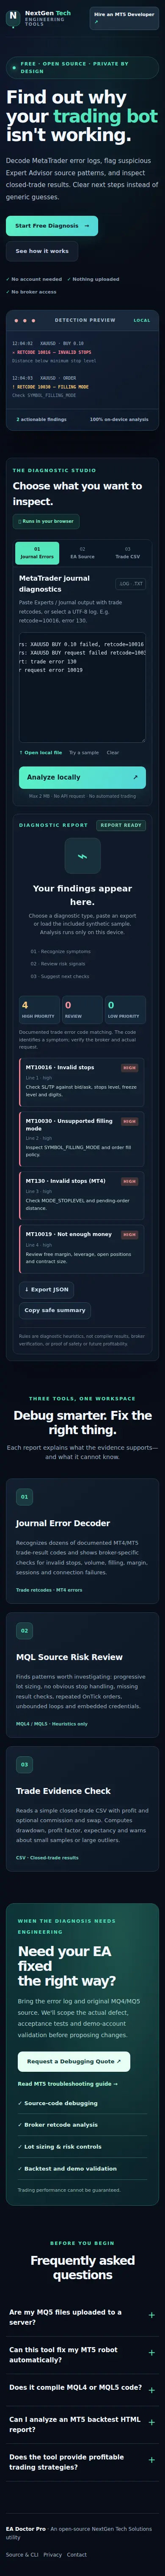 N
NextGen Tech
ENGINEERING
TOOLS
Hire an MT5 Developer
↗
FREE · OPEN SOURCE · PRIVATE BY
DESIGN
Find out why
your trading bot
isn't working.
Decode MetaTrader error logs, flag suspicious
Expert Advisor source patterns, and inspect
closed-trade results. Clear next steps instead of
generic guesses.
Start Free Diagnosis →
See how it works
✓ No account needed ✓ Nothing uploaded
✓ No broker access
DETECTION PREVIEW LOCAL
12:04:02 XAUUSD · BUY 0.10
× RETCODE 10016 — INVALID STOPS
Distance below minimum stop level
12:04:03 XAUUSD · ORDER
! RETCODE 10030 — FILLING MODE
Check SYMBOL_FILLING_MODE
2 actionable findings 100% on-device analysis
THE DIAGNOSTIC STUDIO
Choose what you want to
inspect.
Runs in your browser
01
Journal Errors
02
EA Source
03
Trade CSV
MetaTrader journal
diagnostics
.LOG .TXT
Paste Experts / Journal output with trade
retcodes, or select a UTF-8 log. E.g.
retcode=10016, error 130.
rs: XAUUSD BUY 0.10 failed, retcode=10016
rs: XAUUSD BUY request failed retcode=1003
rt: trade error 130
r request error 10019
↑ Open local file Try a sample Clear
Analyze locally ↗
Max 2 MB · No API request · No automated trading
DIAGNOSTIC REPORT REPORT READY
Your findings appear
here.
Choose a diagnostic type, paste an export
or load the included synthetic sample.
Analysis runs only on this device.
01 · Recognize symptoms
02 · Review risk signals
03 · Suggest next checks
4
HIGH PRIORITY
0
REVIEW
0
LOW PRIORITY
Documented trade error code matching. The code
identifies a symptom; verify the broker and actual
request.
MT10016 · Invalid stops HIGH
Line 1 · high
Check SL/TP against bid/ask, stops level, freeze
level and digits.
MT10030 · Unsupported filling
mode
HIGH
Line 2 · high
Inspect SYMBOL_FILLING_MODE and order fill
policy.
MT130 · Invalid stops (MT4) HIGH
Line 3 · high
Check MODE_STOPLEVEL and pending-order
distance.
MT10019 · Not enough money HIGH
Line 4 · high
Review free margin, leverage, open positions
and contract size.
↓ Export JSON
Copy safe summary
Rules are diagnostic heuristics, not compiler results, broker
verification, or proof of safety or future profitability.
THREE TOOLS, ONE WORKSPACE
Debug smarter. Fix the
right thing.
Each report explains what the evidence supports—
and what it cannot know.
01
Journal Error Decoder
Recognizes dozens of documented MT4/MT5
trade-result codes and shows broker-specific
checks for invalid stops, volume, filling, margin,
sessions and connection failures.
Trade retcodes · MT4 errors
02
MQL Source Risk Review
Finds patterns worth investigating: progressive
lot sizing, no obvious stop handling, missing
result checks, repeated OnTick orders,
unbounded loops and embedded credentials.
MQL4 / MQL5 · Heuristics only
03
Trade Evidence Check
Reads a simple closed-trade CSV with profit and
optional commission and swap. Computes
drawdown, profit factor, expectancy and warns
about small samples or large outliers.
CSV · Closed-trade results
WHEN THE DIAGNOSIS NEEDS
ENGINEERING
Need your EA
fixed
the right way?
Bring the error log and original MQ4/MQ5
source. We'll scope the actual defect,
acceptance tests and demo-account
validation before proposing changes.
Request a Debugging Quote ↗
Read MT5 troubleshooting guide →
✓ Source-code debugging
✓ Broker retcode analysis
✓ Lot sizing & risk controls
✓ Backtest and demo validation
Trading performance cannot be guaranteed.
BEFORE YOU BEGIN
Frequently asked
questions
Are my MQ5 files uploaded to a
server?
+
Can this tool fix my MT5 robot
automatically?
+
Does it compile MQL4 or MQL5 code? +
Can I analyze an MT5 backtest HTML
report?
+
Does the tool provide profitable
trading strategies?
+
EA Doctor Pro · An open-source NextGen Tech Solutions
utility
Source & CLI Privacy Contact